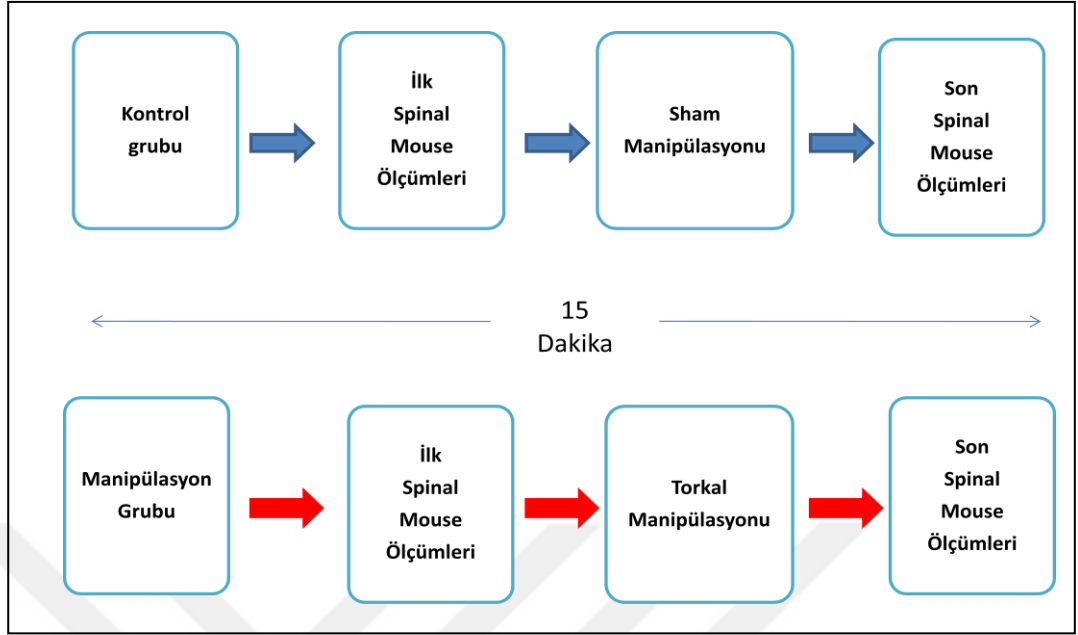 Kontrol
grubu
İlk
Spinal
Mouse
Ölçümleri
Sham
Manipülasyonu
Son
Spinal
Mouse
Ölçümleri
15
Dakika
Manipülasyon
Grubu
İlk
Spinal
Mouse
Ölçümleri
Torkal
Manipülasyonu
Son
Spinal
Mouse
Ölçümleri